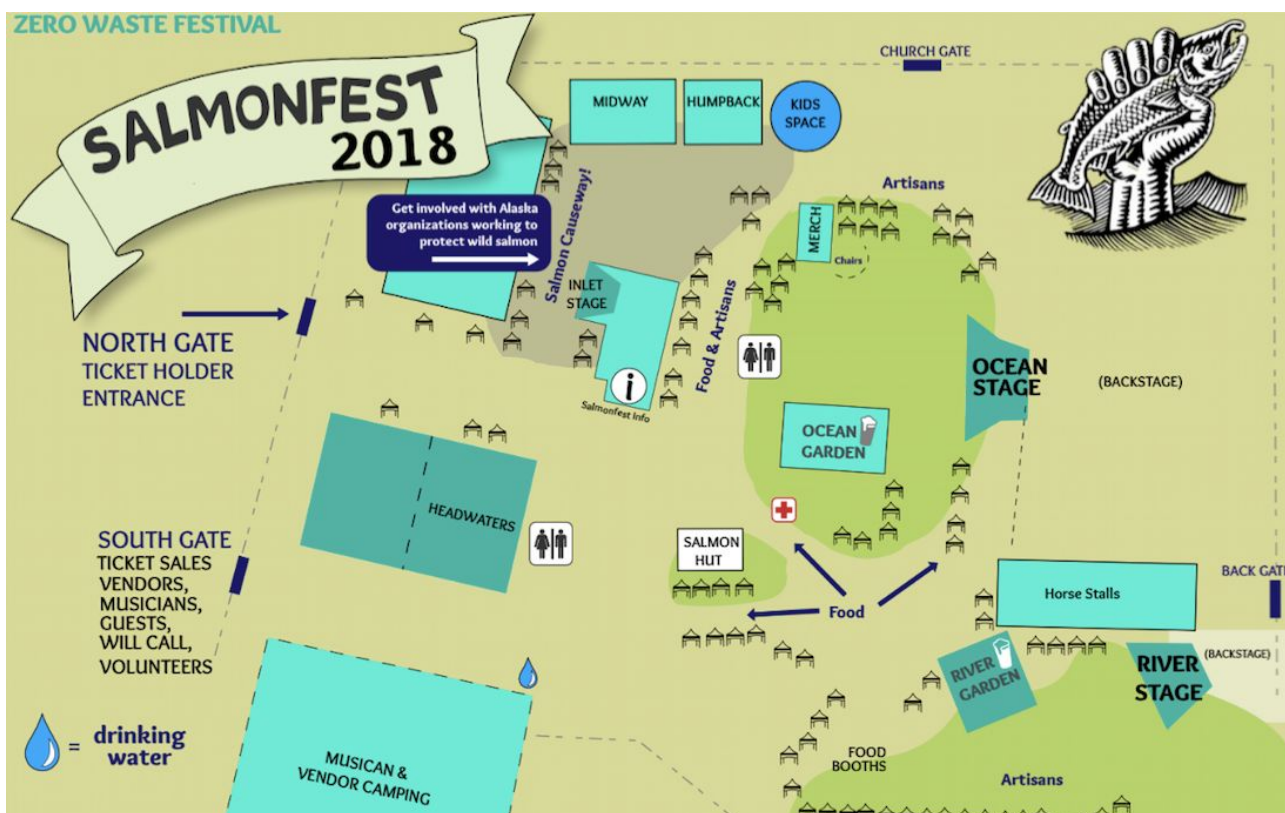 ZERO WASTE FESTIVAL
SALMONFEST
2018
CHURCH GATE
MIDWAY
HUMPBACK
KIDS
SPACE
Get involved with Alaska
organizations working to
protect wild salmon
Salmon Causeway!
INLET
STAGE
Food & Artisans
MERCH
Artisans
Chairs
NORTH GATE
TICKET HOLDER
ENTRANCE
i
Salmonfest Info
OCEAN
STAGE
(BACKSTAGE)
OCEAN
GARDEN
HEADWATERS
SOUTH GATE
TICKET SALES
VENDORS,
MUSICIANS,
GUESTS,
WILL CALL,
VOLUNTEERS
SALMON
HUT
Food
Horse Stalls
BACK GATE
RIVER
GARDEN
RIVER
STAGE
(BACKSTAGE)
= drinking
water
MUSICAN &
VENDOR CAMPING
FOOD
BOOTHS
Artisans